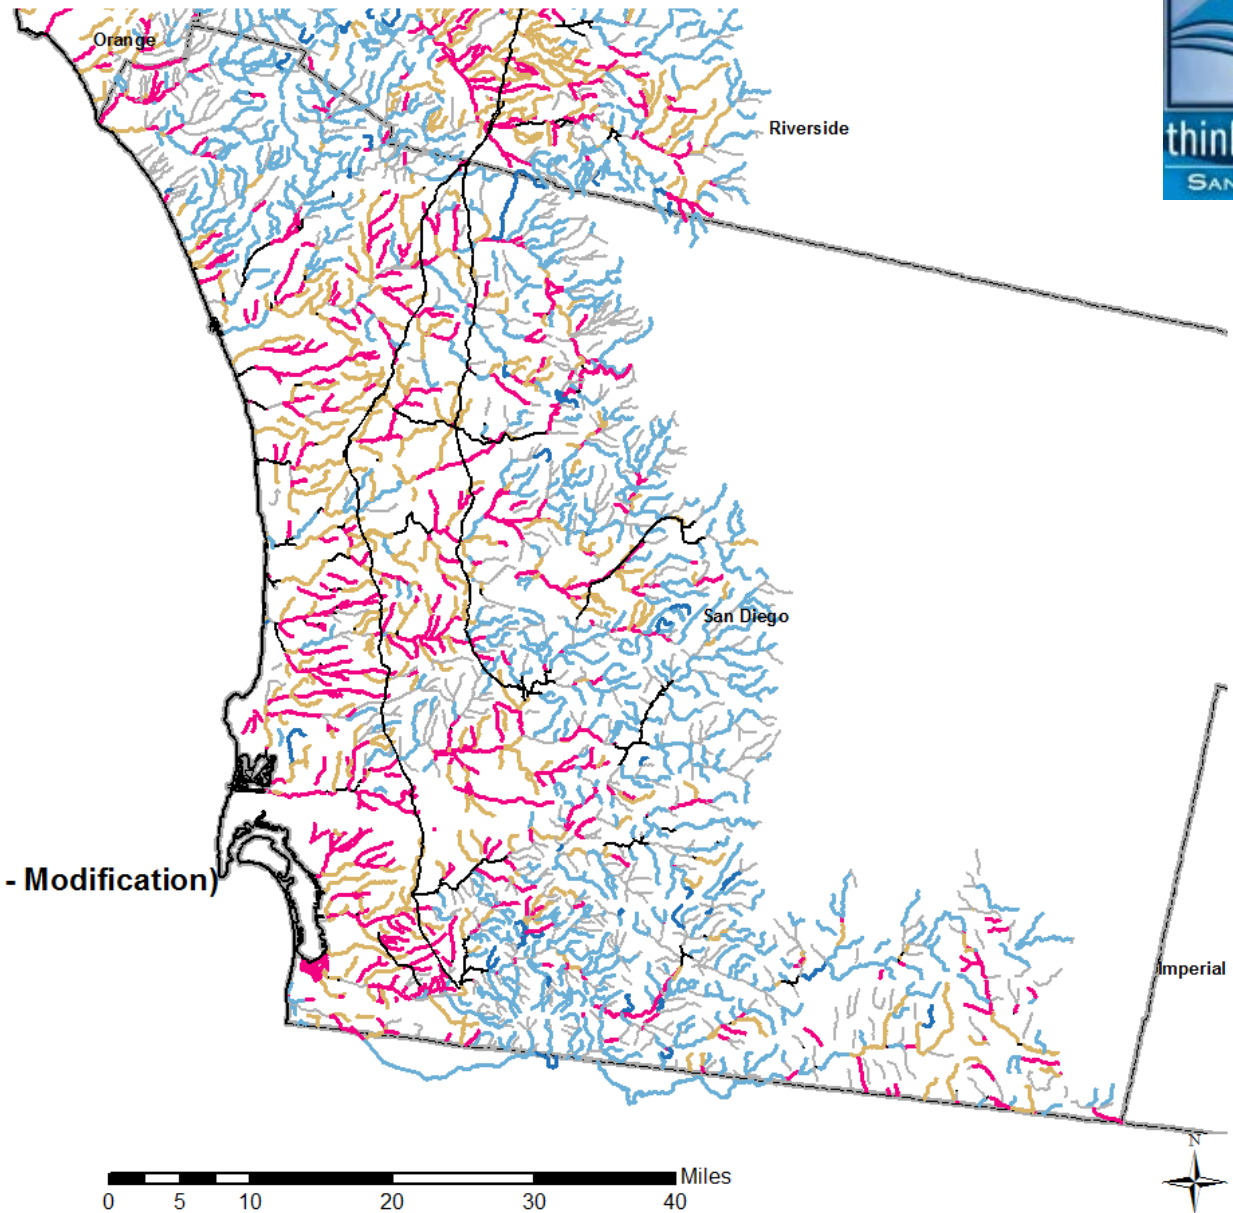 Orange
Riverside
thin
SAN
San Diego
- Modification)
Imperial
N
Miles
0 5 10 20 30 40